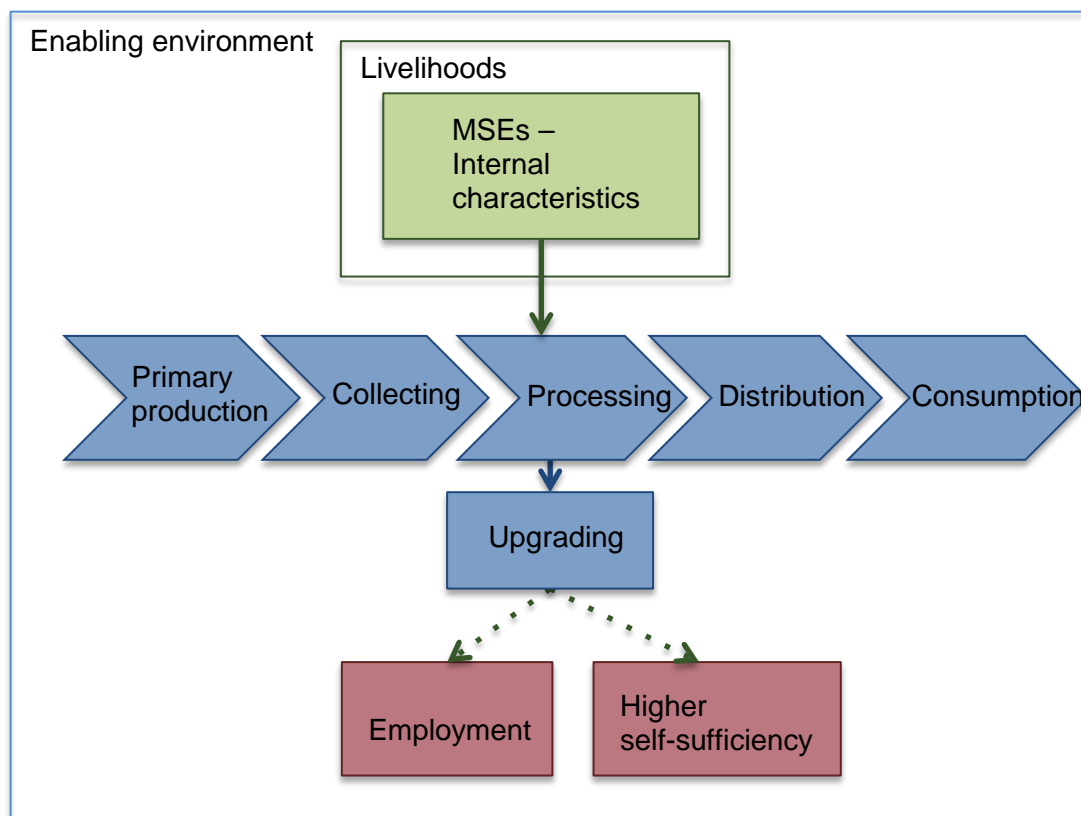 Enabling environment
Livelihoods
MSEs –
Internal
characteristics
Primary
production
Collecting
Processing
Distribution
Consumption
Upgrading
Employment
Higher
self-sufficiency